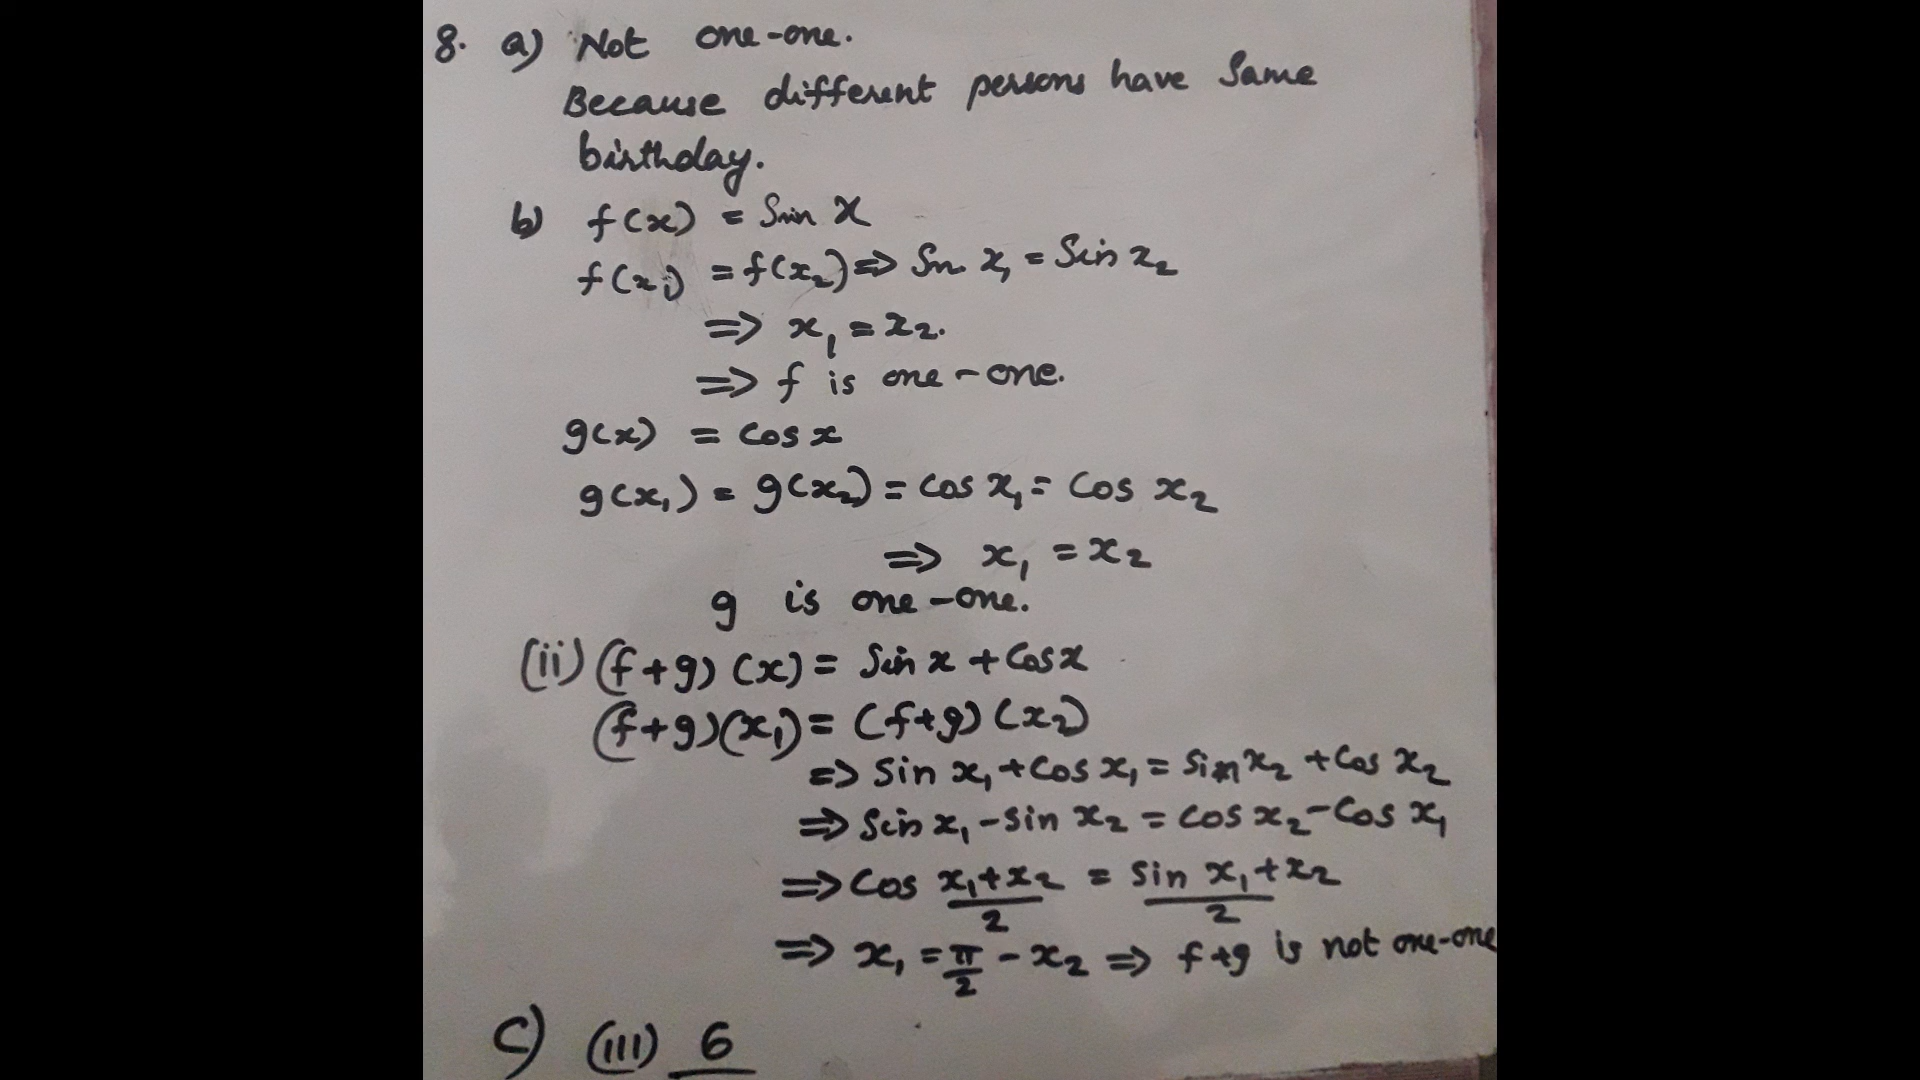 8. a) Not one-one.
Because different persons have Same
birthday.
b) f(x) = Sin x
f(x₁) = f(x₂) => Sin x₁ = Sin x₂
=> x₁ = x₂.
=> f is one-one.
g(x) = Cos x
g(x₁) = g(x₂) = Cos x₁ = Cos x₂
=> x₁ = x₂
g is one-one.
(ii) (f+g) (x) = Sin x + Cos x
(f+g)(x₁) = (f+g) (x₂)
=> Sin x₁ + Cos x₁ = Sin x₂ + Cos x₂
=> Sin x₁ - Sin x₂ = Cos x₂ - Cos x₁
=> Cos (x₁+x₂)/2 = Sin (x₁+x₂)/2
=> x₁ = π/2 - x₂ => f+g is not one-one
C) (iii) 6